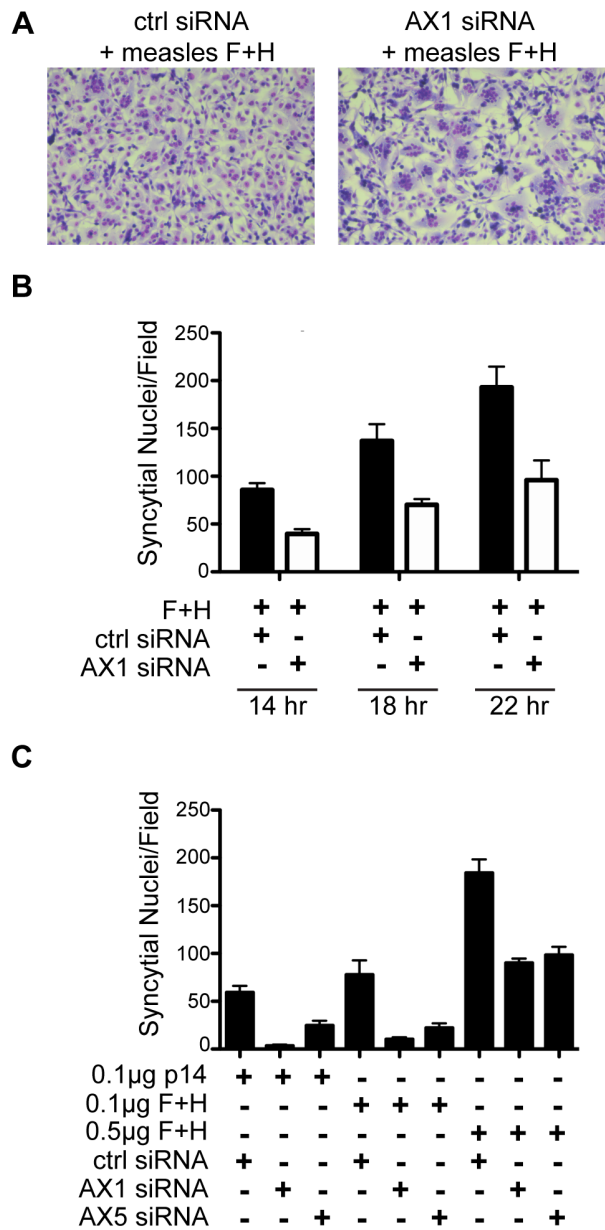 A
ctrl siRNA
+ measles F+H
AX1 siRNA
+ measles F+H
B
Syncytial Nuclei/Field
250
200
150
100
50
0
F+H + + + + + +
ctrl siRNA + - + - + -
AX1 siRNA - + - + - +
14 hr 18 hr 22 hr
C
Syncytial Nuclei/Field
250
200
150
100
50
0
0.1µg p14 + + + - - - - - -
0.1µg F+H - - - + + + - - -
0.5µg F+H - - - - - - + + +
ctrl siRNA + - - + - - + - -
AX1 siRNA - + - - + - - + -
AX5 siRNA - - + - - + - - +